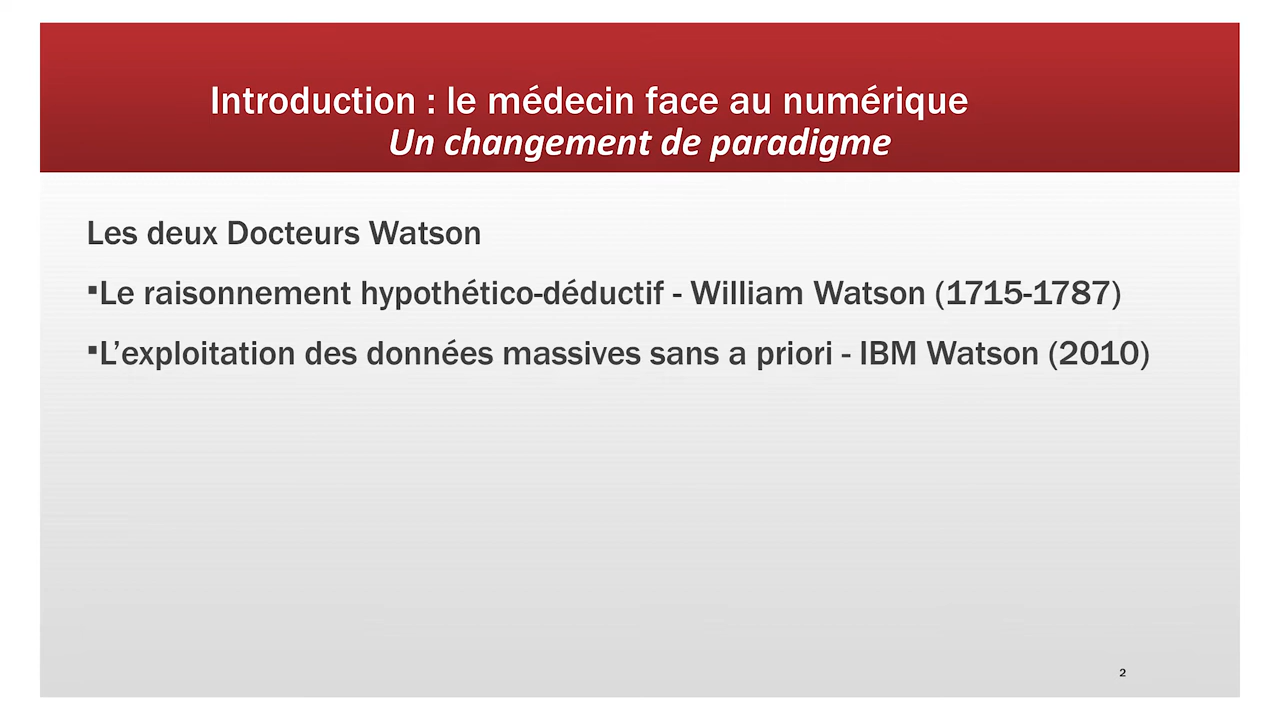 Introduction : le médecin face au numérique
Un changement de paradigme
Les deux Docteurs Watson
▪Le raisonnement hypothético-déductif - William Watson (1715-1787)
▪L’exploitation des données massives sans a priori - IBM Watson (2010)
2